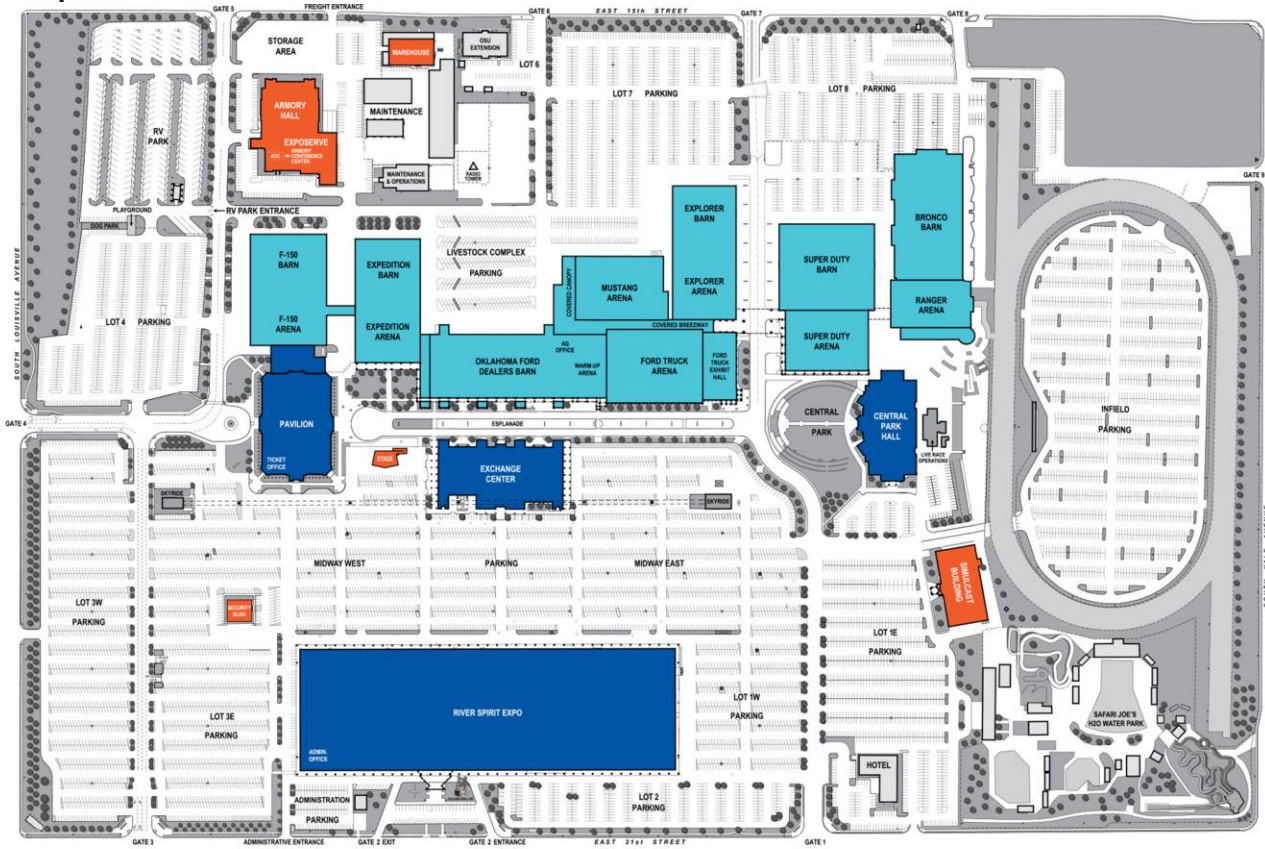 GATE 5
FREIGHT ENTRANCE
GATE 6
EAST 15th STREET
GATE 7
GATE 8
STORAGE
AREA
WAREHOUSE
OSU
EXTENSION
LOT 6
LOT 7 PARKING
LOT 8 PARKING
MAINTENANCE
ARMORY
HALL
EXPOSERVE
ACC
ARMORY
CONFERENCE
CENTER
RV
PARK
MAINTENANCE
& OPERATIONS
RADIO
TOWER
GATE 9
PLAYGROUND
RV PARK ENTRANCE
DOG PARK
SOUTH LOUISVILLE AVENUE
LOT 4 PARKING
F-150
BARN
F-150
ARENA
EXPEDITION
BARN
EXPEDITION
ARENA
LIVESTOCK COMPLEX
PARKING
COVERED CANOPY
MUSTANG
ARENA
EXPLORER
BARN
EXPLORER
ARENA
SUPER DUTY
BARN
SUPER DUTY
ARENA
BRONCO
BARN
RANGER
ARENA
COVERED BREEZWAY
AG
OFFICE
OKLAHOMA FORD
DEALERS BARN
WARM-UP
ARENA
FORD TRUCK
ARENA
FORD
TRUCK
EXHIBIT
HALL
GATE 4
PAVILION
TICKET
OFFICE
ESPLANADE
STAGE
EXCHANGE
CENTER
CENTRAL
PARK
CENTRAL
PARK
HALL
LIVE RACE
OPERATIONS
INFIELD
PARKING
SKYRIDE
SKYRIDE
MIDWAY WEST
PARKING
MIDWAY EAST
SIMULCAST
BUILDING
LOT 3W
PARKING
SECURITY
BLDG
LOT 1E
PARKING
LOT 3E
PARKING
RIVER SPIRIT EXPO
ADMIN.
OFFICE
LOT 1W
PARKING
SAFARI JOE'S
H2O WATER PARK
HOTEL
ADMINISTRATION
PARKING
LOT 2
PARKING
GATE 3
ADMINISTRATIVE ENTRANCE
GATE 2 EXIT
GATE 2 ENTRANCE
EAST 21st STREET
GATE 1